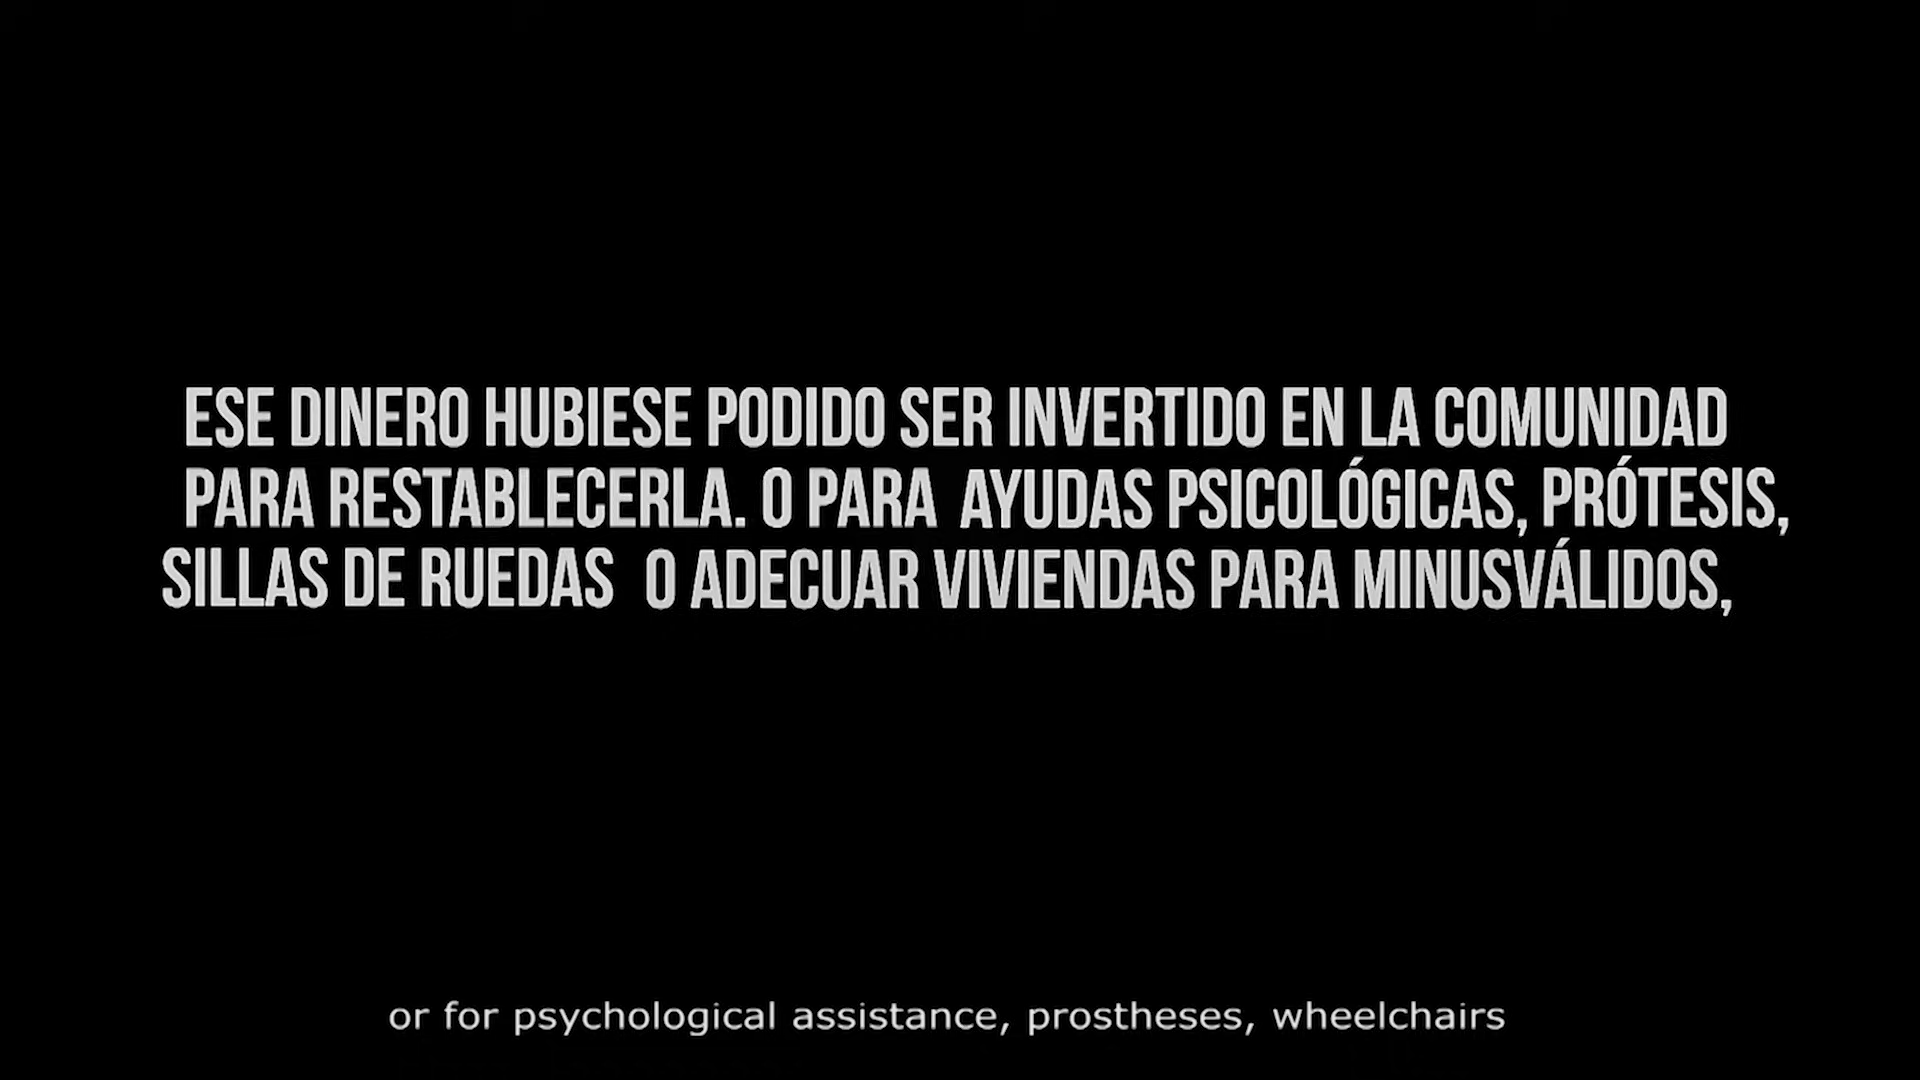 ESE DINERO HUBIESE PODIDO SER INVERTIDO EN LA COMUNIDAD
PARA RESTABLECERLA. O PARA AYUDAS PSICOLÓGICAS, PRÓTESIS,
SILLAS DE RUEDAS O ADECUAR VIVIENDAS PARA MINUSVÁLIDOS,
or for psychological assistance, prostheses, wheelchairs